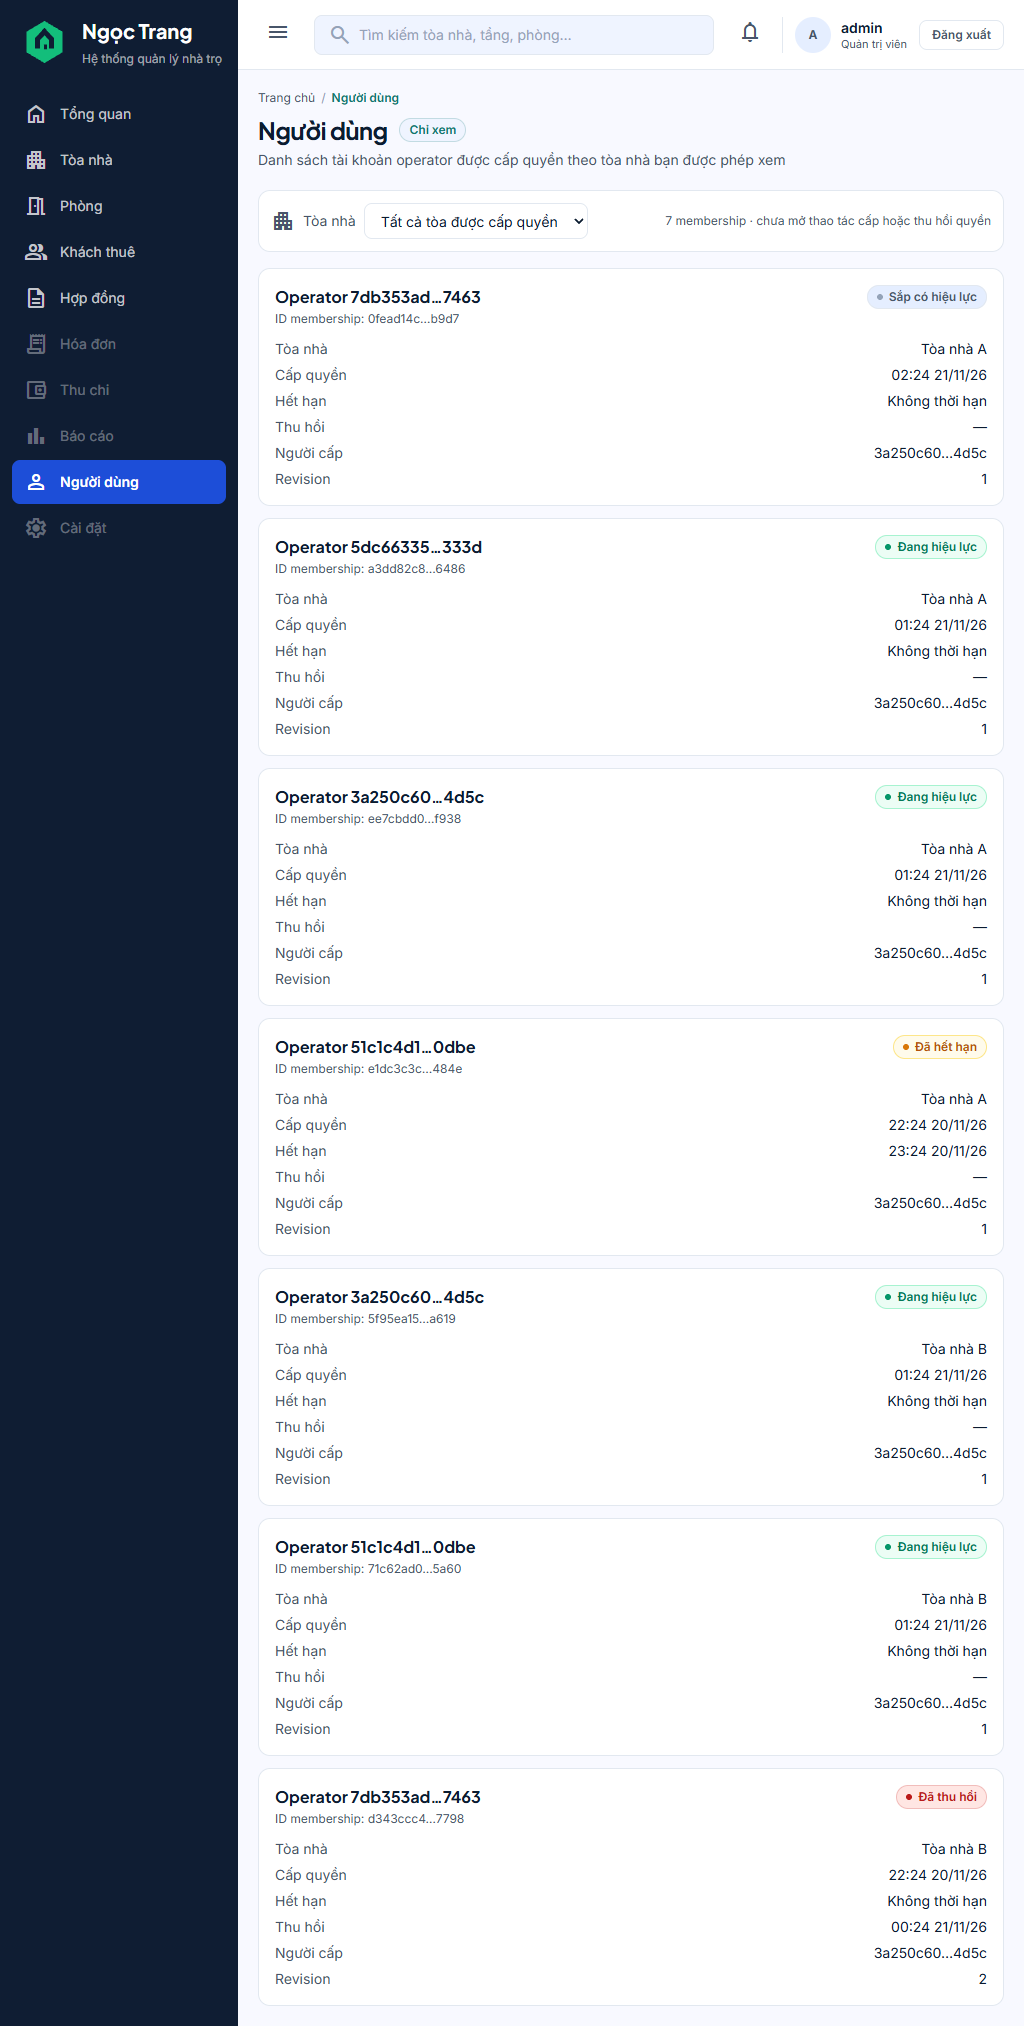 Ngọc Trang
Hệ thống quản lý nhà trọ
Tổng quan
Tòa nhà
Phòng
Khách thuê
Hợp đồng
Hóa đơn
Thu chi
Báo cáo
Người dùng
Cài đặt
Tìm kiếm tòa nhà, tầng, phòng...
A
admin
Quản trị viên
Đăng xuất
Trang chủ / Người dùng
Người dùng
Chỉ xem
Danh sách tài khoản operator được cấp quyền theo tòa nhà bạn được phép xem
Tòa nhà
Tất cả tòa được cấp quyền
7 membership · chưa mở thao tác cấp hoặc thu hồi quyền
Operator 7db353ad…7463
Sắp có hiệu lực
ID membership: 0fead14c…b9d7
Tòa nhà Tòa nhà A
Cấp quyền 02:24 21/11/26
Hết hạn Không thời hạn
Thu hồi —
Người cấp 3a250c60…4d5c
Revision 1
Operator 5dc66335…333d
Đang hiệu lực
ID membership: a3dd82c8…6486
Tòa nhà Tòa nhà A
Cấp quyền 01:24 21/11/26
Hết hạn Không thời hạn
Thu hồi —
Người cấp 3a250c60…4d5c
Revision 1
Operator 3a250c60…4d5c
Đang hiệu lực
ID membership: ee7cbdd0…f938
Tòa nhà Tòa nhà A
Cấp quyền 01:24 21/11/26
Hết hạn Không thời hạn
Thu hồi —
Người cấp 3a250c60…4d5c
Revision 1
Operator 51c1c4d1…0dbe
Đã hết hạn
ID membership: e1dc3c3c…484e
Tòa nhà Tòa nhà A
Cấp quyền 22:24 20/11/26
Hết hạn 23:24 20/11/26
Thu hồi —
Người cấp 3a250c60…4d5c
Revision 1
Operator 3a250c60…4d5c
Đang hiệu lực
ID membership: 5f95ea15…a619
Tòa nhà Tòa nhà B
Cấp quyền 01:24 21/11/26
Hết hạn Không thời hạn
Thu hồi —
Người cấp 3a250c60…4d5c
Revision 1
Operator 51c1c4d1…0dbe
Đang hiệu lực
ID membership: 71c62ad0…5a60
Tòa nhà Tòa nhà B
Cấp quyền 01:24 21/11/26
Hết hạn Không thời hạn
Thu hồi —
Người cấp 3a250c60…4d5c
Revision 1
Operator 7db353ad…7463
Đã thu hồi
ID membership: d343ccc4…7798
Tòa nhà Tòa nhà B
Cấp quyền 22:24 20/11/26
Hết hạn Không thời hạn
Thu hồi 00:24 21/11/26
Người cấp 3a250c60…4d5c
Revision 2